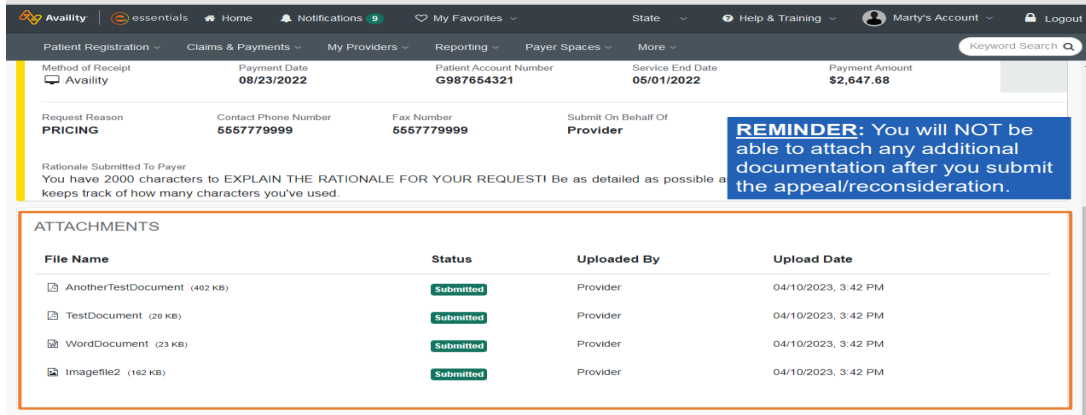 Availity essentials Home Notifications 9 My Favorites State Help & Training Marty's Account Logout
Patient Registration Claims & Payments My Providers Reporting Payer Spaces More Keyword Search
Method of Receipt Payment Date Patient Account Number Service End Date Payment Amount
Availity 08/23/2022 G987654321 05/01/2022 $2,647.68
Request Reason Contact Phone Number Fax Number Submit On Behalf Of
PRICING 5557779999 5557779999 Provider
REMINDER: You will NOT be
able to attach any additional
documentation after you submit
the appeal/reconsideration.
Rationale Submitted To Payer
You have 2000 characters to EXPLAIN THE RATIONALE FOR YOUR REQUEST! Be as detailed as possible a
keeps track of how many characters you've used.
ATTACHMENTS
File Name Status Uploaded By Upload Date
AnotherTestDocument (402 KB) Submitted Provider 04/10/2023, 3:42 PM
TestDocument (20 KB) Submitted Provider 04/10/2023, 3:42 PM
WordDocument (23 KB) Submitted Provider 04/10/2023, 3:42 PM
Imagefile2 (162 KB) Submitted Provider 04/10/2023, 3:42 PM